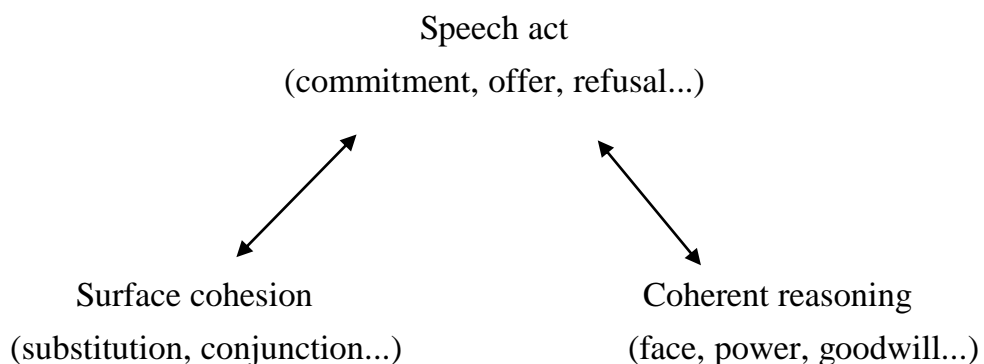 Speech act
(commitment, offer, refusal...)
Surface cohesion
(substitution, conjunction...)
Coherent reasoning
(face, power, goodwill...)